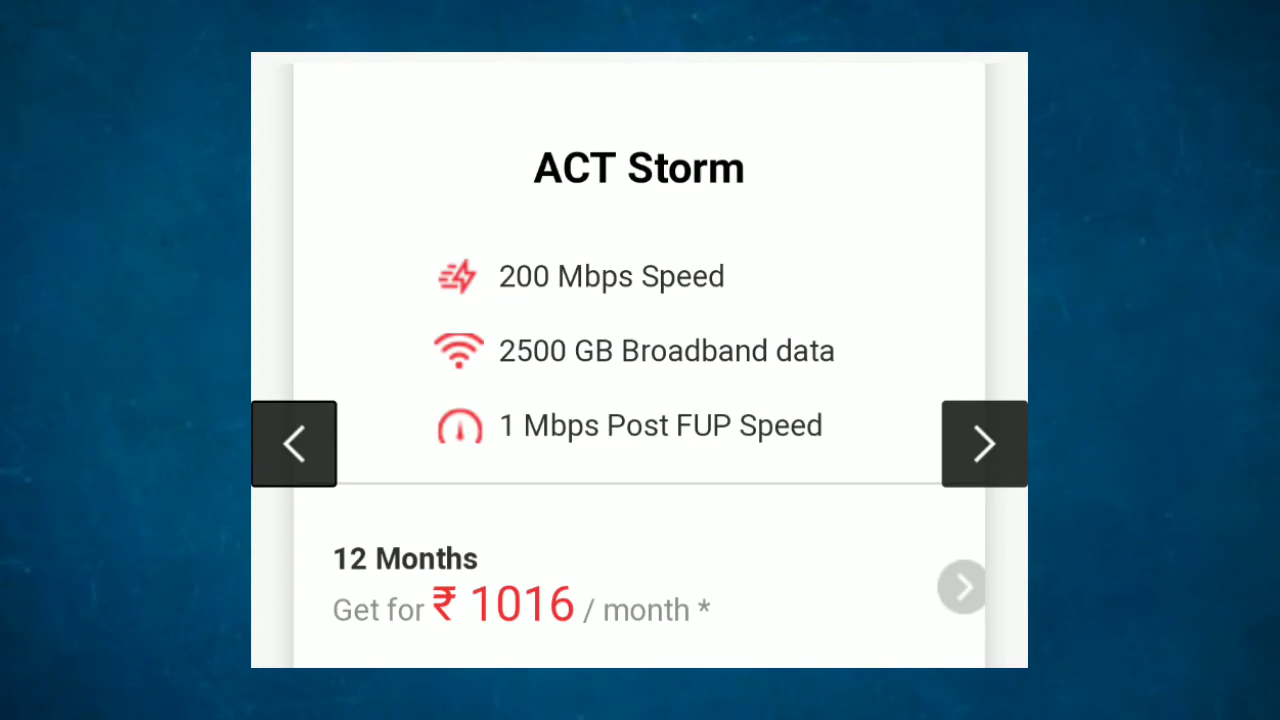 ACT Storm
200 Mbps Speed
2500 GB Broadband data
1 Mbps Post FUP Speed
12 Months
Get for ₹ 1016 / month *